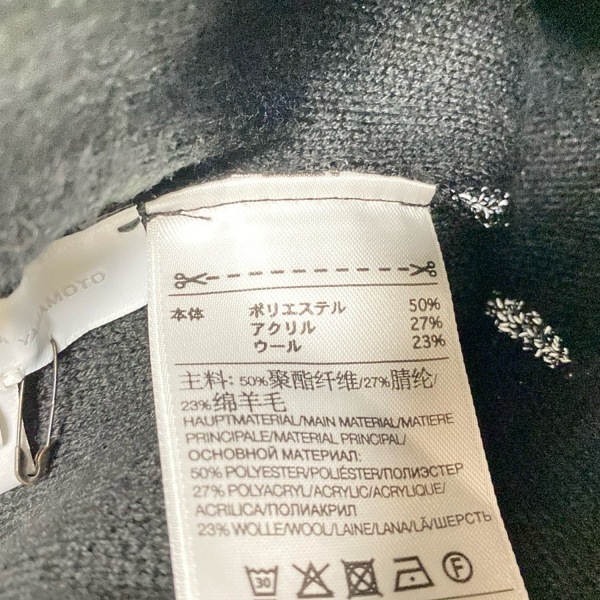 YAMAMOTO
本体 ポリエステル 50%
アクリル 27%
ウール 23%
主料: 50%聚酯纤维/27%腈纶/
23%绵羊毛
HAUPTMATERIAL/MAIN MATERIAL/MATIERE
PRINCIPALE/MATERIAL PRINCIPAL/
ОСНОВНОЙ МАТЕРИАЛ:
50% POLYESTER/POLIÉSTER/ПОЛИЭСТЕР
27% POLYACRYL/ACRYLIC/ACRYLIQUE/
ACRILICA/ПОЛИАКРИЛ
23% WOLLE/WOOL/LAINE/LANA/LÃ/ШЕРСТЬ
30 F